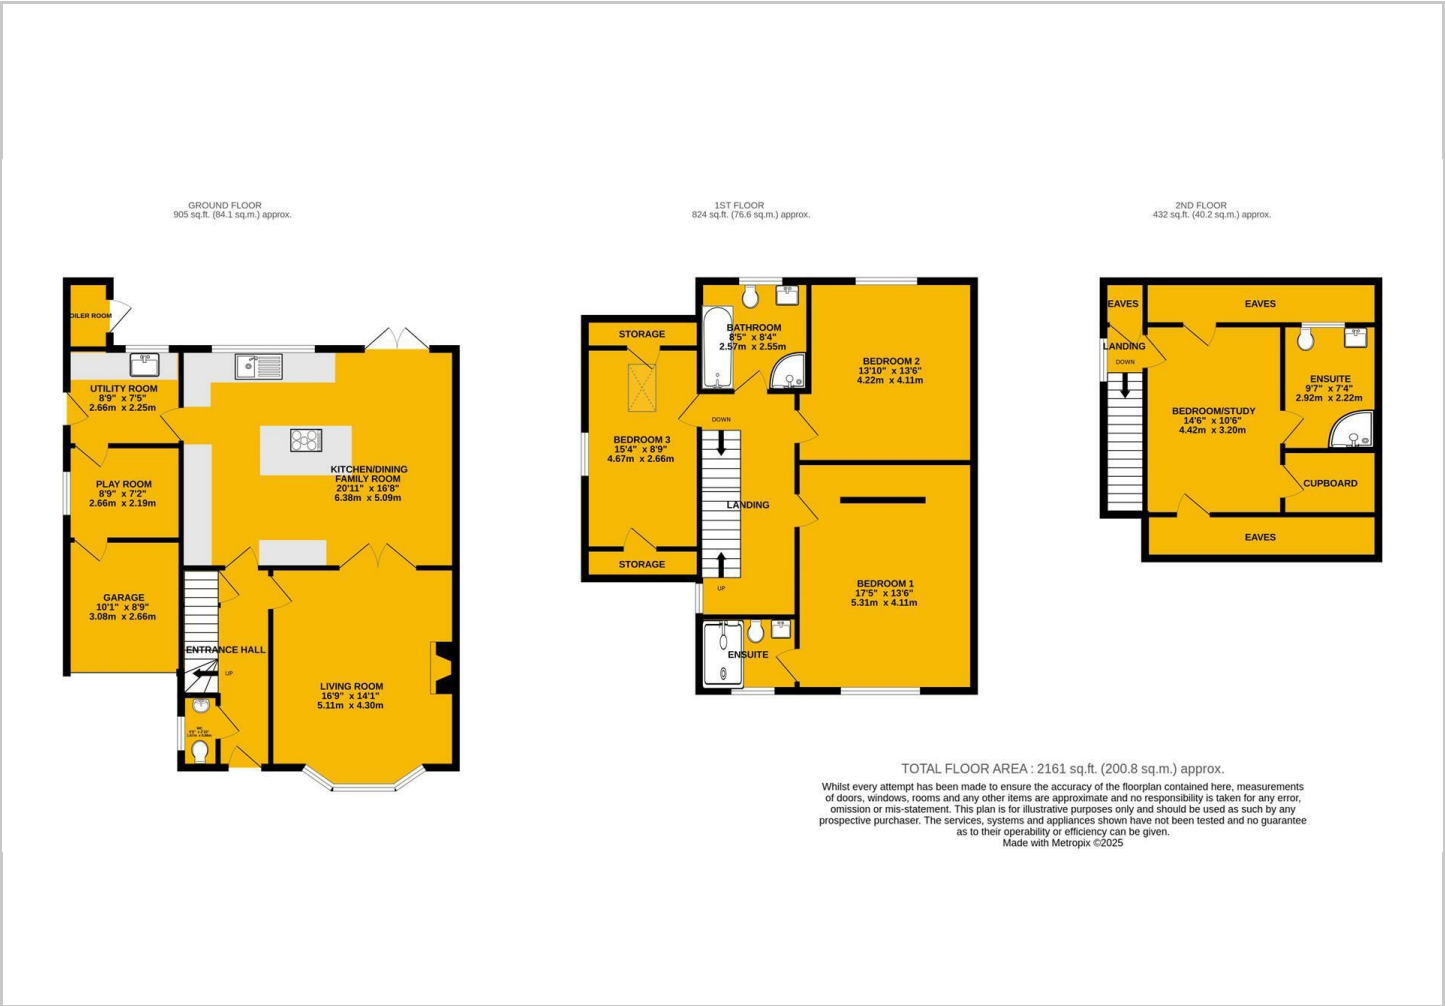 GROUND FLOOR
905 sq.ft. (84.1 sq.m.) approx.
1ST FLOOR
824 sq.ft. (76.6 sq.m.) approx.
2ND FLOOR
432 sq.ft. (40.2 sq.m.) approx.
OILER ROOM
UTILITY ROOM
8'9" x 7'5"
2.66m x 2.25m
PLAY ROOM
8'9" x 7'2"
2.66m x 2.19m
GARAGE
10'1" x 8'9"
3.08m x 2.66m
KITCHEN/DINING
FAMILY ROOM
20'11" x 16'8"
6.38m x 5.09m
ENTRANCE HALL
UP
WC
LIVING ROOM
16'9" x 14'1"
5.11m x 4.30m
STORAGE
BEDROOM 3
15'4" x 8'9"
4.67m x 2.66m
STORAGE
BATHROOM
8'5" x 8'4"
2.57m x 2.55m
DOWN
LANDING
UP
ENSUITE
BEDROOM 2
13'10" x 13'6"
4.22m x 4.11m
BEDROOM 1
17'5" x 13'6"
5.31m x 4.11m
EAVES
EAVES
LANDING
DOWN
BEDROOM/STUDY
14'6" x 10'6"
4.42m x 3.20m
ENSUITE
9'7" x 7'4"
2.92m x 2.22m
CUPBOARD
EAVES
TOTAL FLOOR AREA : 2161 sq.ft. (200.8 sq.m.) approx.
Whilst every attempt has been made to ensure the accuracy of the floorplan contained here, measurements
of doors, windows, rooms and any other items are approximate and no responsibility is taken for any error,
omission or mis-statement. This plan is for illustrative purposes only and should be used as such by any
prospective purchaser. The services, systems and appliances shown have not been tested and no guarantee
as to their operability or efficiency can be given.
Made with Metropix ©2025